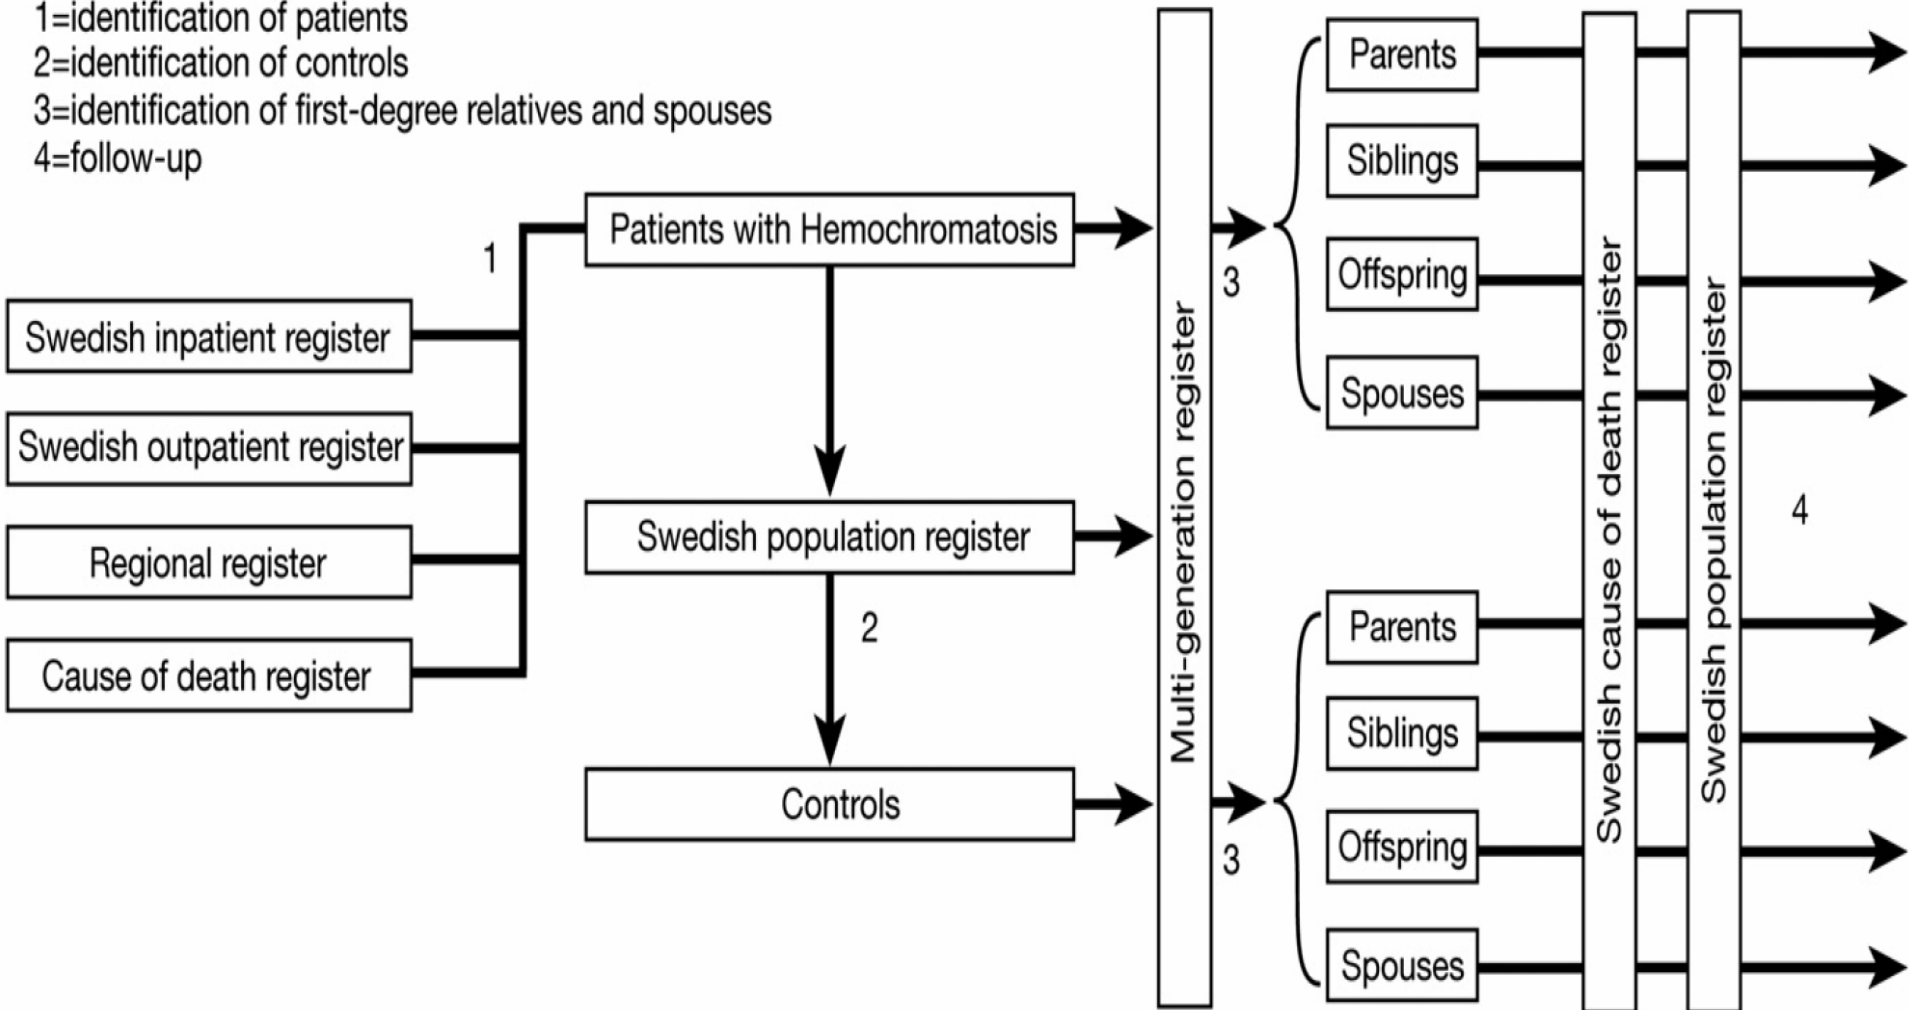 1=identification of patients
2=identification of controls
3=identification of first-degree relatives and spouses
4=follow-up
1
Swedish inpatient register
Swedish outpatient register
Regional register
Cause of death register
Patients with Hemochromatosis
Swedish population register
2
Controls
Multi-generation register
3
3
Parents
Siblings
Offspring
Spouses
Parents
Siblings
Offspring
Spouses
Swedish cause of death register
Swedish population register
4